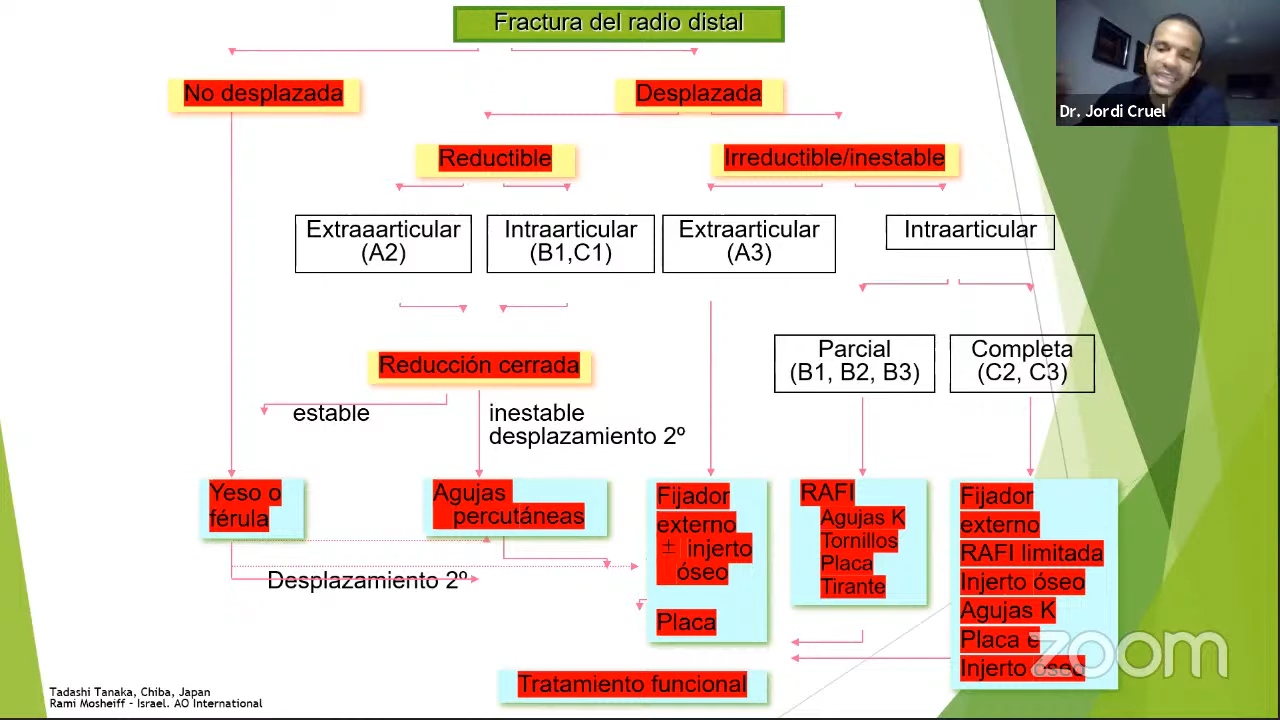 Fractura del radio distal
Dr. Jordi Cruel
No desplazada
Desplazada
Reductible
Irreductible/inestable
Extraaarticular
(A2)
Intraarticular
(B1,C1)
Extraarticular
(A3)
Intraarticular
Parcial
(B1, B2, B3)
Completa
(C2, C3)
Reducción cerrada
estable
inestable
desplazamiento 2º
Yeso o
férula
Agujas
percutáneas
Fijador
externo
± injerto
óseo
Placa
RAFI
Agujas K
Tornillos
Placa
Tirante
Fijador
externo
RAFI limitada
Injerto óseo
Agujas K
Placa e
Injerto óseo
Desplazamiento 2º
Tratamiento funcional
zoom
Tadashi Tanaka, Chiba, Japan
Rami Mosheiff - Israel. AO International